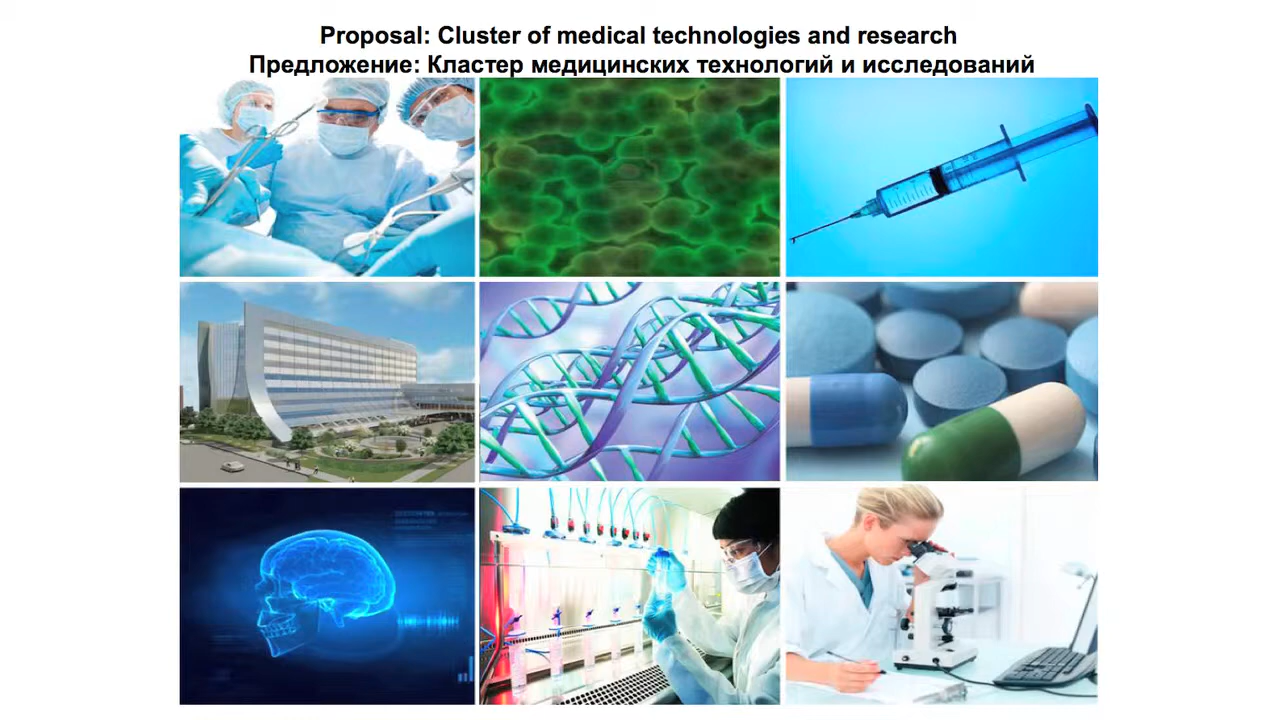 Proposal: Cluster of medical technologies and research
Предложение: Кластер медицинских технологий и исследований